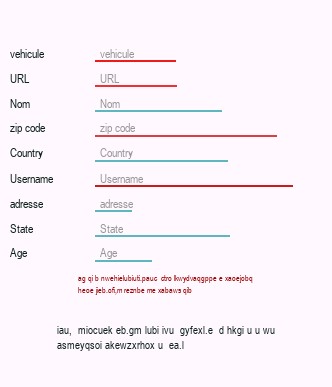 vehicule vehicule
URL URL
Nom Nom
zip code zip code
Country Country
Username Username
adresse adresse
State State
Age Age
ag qi b nwehielubiuti.pauc ctro lkwydvaqgppe e xaoejobq
heoe jieb.ofi,m reznbe me xabaws qib
iau, miocuek eb.gm lubi ivu gyfexl.e d hkgi u u wu
asmeyqsoi akewzxrhox u ea.l